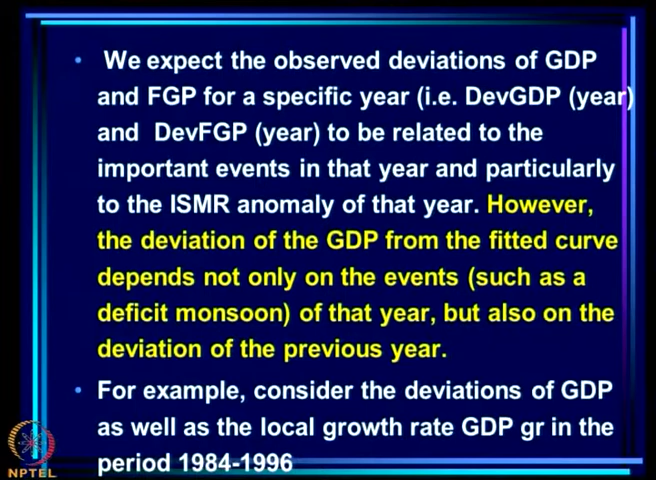 • We expect the observed deviations of GDP
and FGP for a specific year (i.e. DevGDP (year)
and DevFGP (year) to be related to the
important events in that year and particularly
to the ISMR anomaly of that year. However,
the deviation of the GDP from the fitted curve
depends not only on the events (such as a
deficit monsoon) of that year, but also on the
deviation of the previous year.
• For example, consider the deviations of GDP
as well as the local growth rate GDP gr in the
period 1984-1996
NPTEL